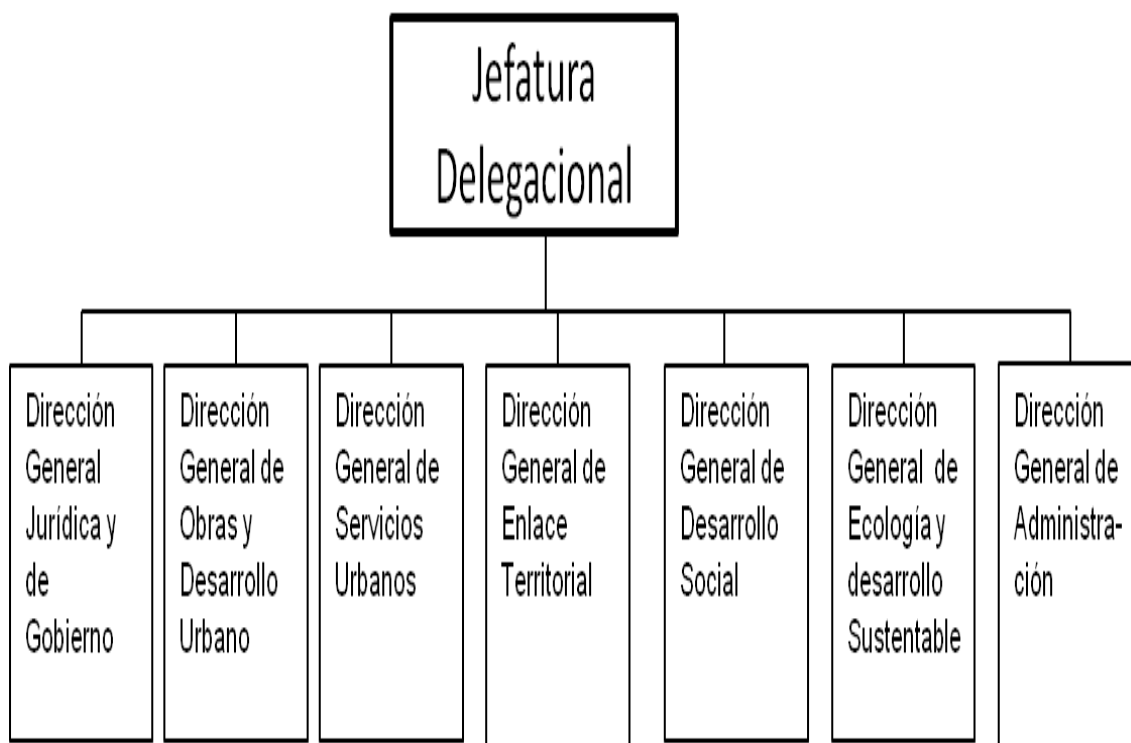 Jefatura
Delegacional
Dirección
General
Jurídica y
de
Gobierno
Dirección
General de
Obras y
Desarrollo
Urbano
Dirección
General de
Servicios
Urbanos
Dirección
General de
Enlace
Territorial
Dirección
General de
Desarrollo
Social
Dirección
General de
Ecología y
desarrollo
Sustentable
Dirección
General de
Administra-
ción